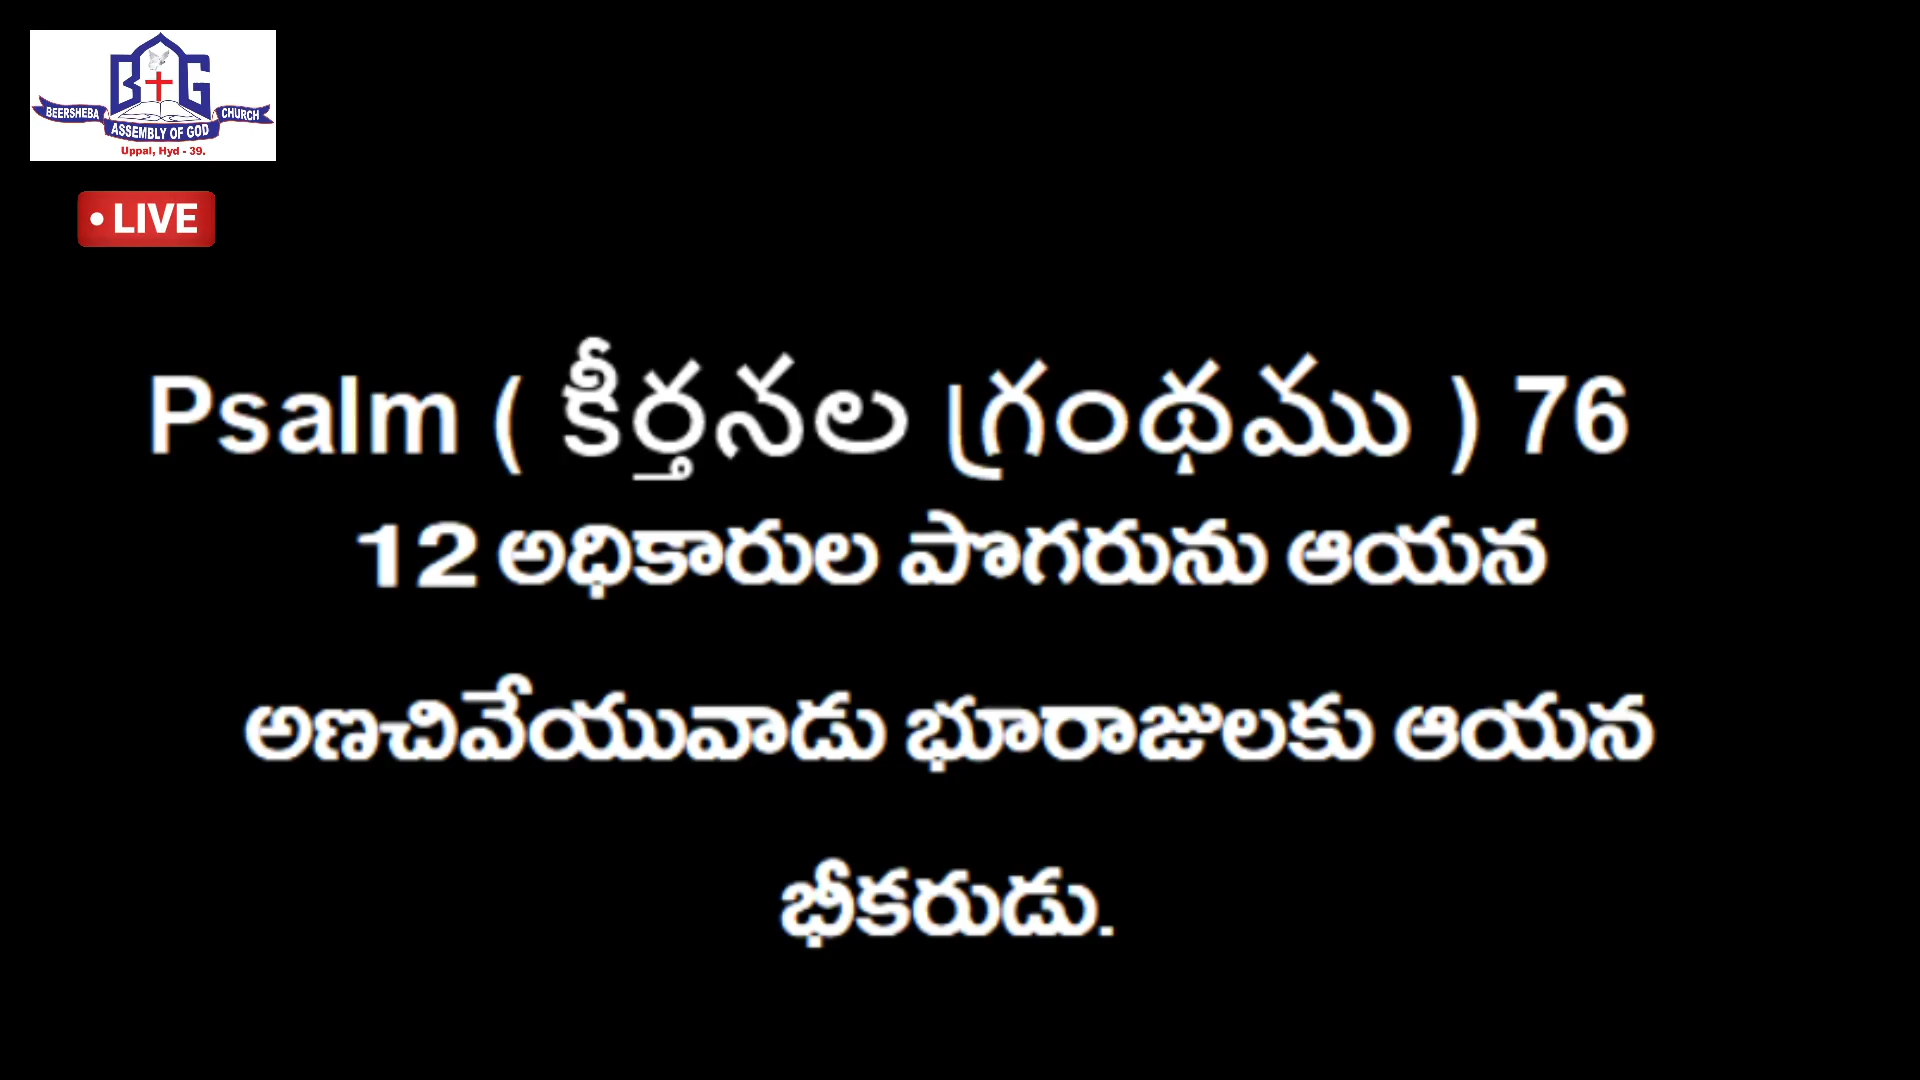 B G
BEERSHEBA
CHURCH
ASSEMBLY OF GOD
Uppal, Hyd - 39.
• LIVE
Psalm ( కీర్తనల గ్రంథము ) 76
12 అధికారుల పొగరును ఆయన
అణచివేయువాడు భూరాజులకు ఆయన
భీకరుడు.